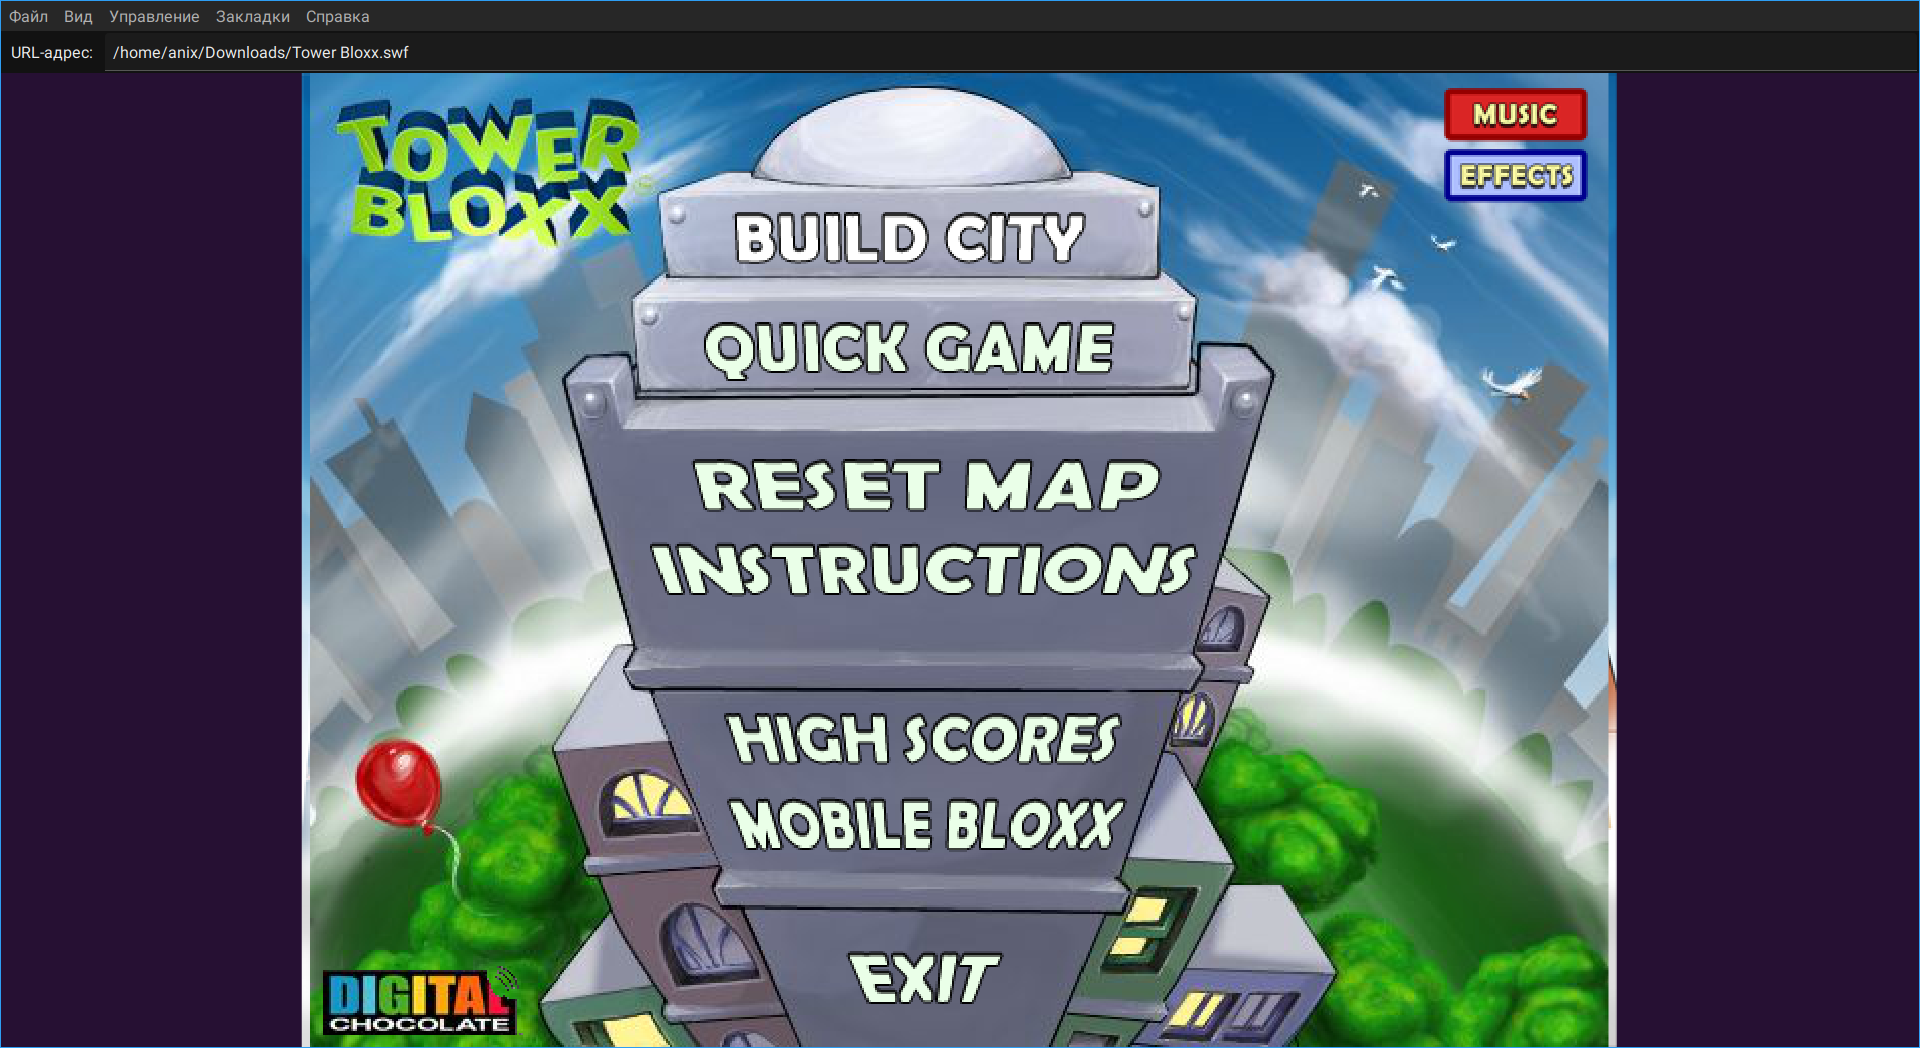 Файл Вид Управление Закладки Справка
URL-адрес: /home/anix/Downloads/Tower Bloxx.swf
TOWER
BLOXX
MUSIC
EFFECTS
BUILD CITY
QUICK GAME
RESET MAP
INSTRUCTIONS
HIGH SCORES
MOBILE BLOXX
EXIT
DIGITAL
CHOCOLATE